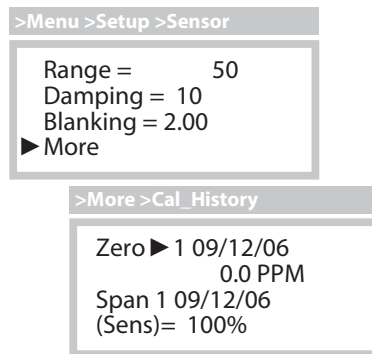 >Menu >Setup >Sensor
Range = 50
Damping = 10
Blanking = 2.00
►More
>More >Cal_History
Zero ► 1 09/12/06
0.0 PPM
Span 1 09/12/06
(Sens)= 100%